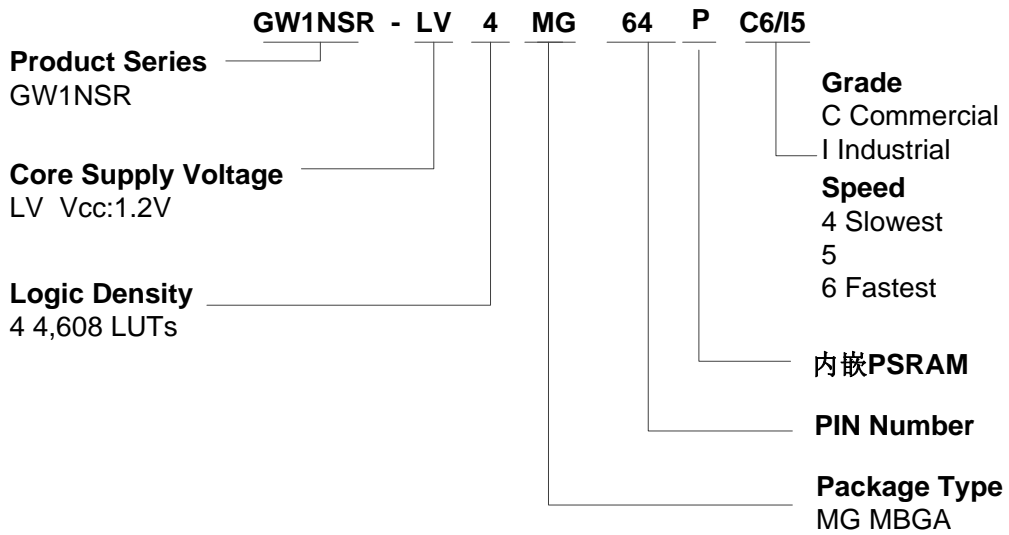 GW1NSR - LV 4 MG 64 P C6/I5
Product Series
GW1NSR
Core Supply Voltage
LV Vcc:1.2V
Logic Density
4 4,608 LUTs
Grade
C Commercial
I Industrial
Speed
4 Slowest
5
6 Fastest
内嵌PSRAM
PIN Number
Package Type
MG MBGA